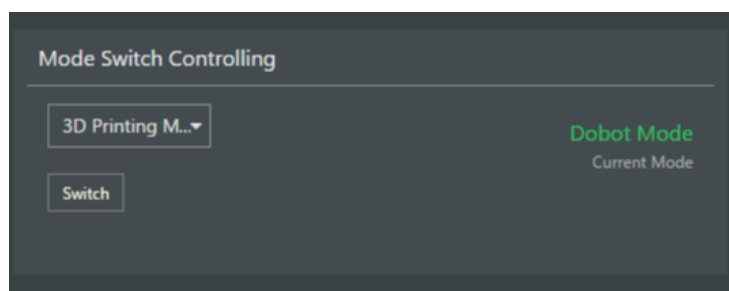 Mode Switch Controlling
3D Printing M...
Dobot Mode
Current Mode
Switch